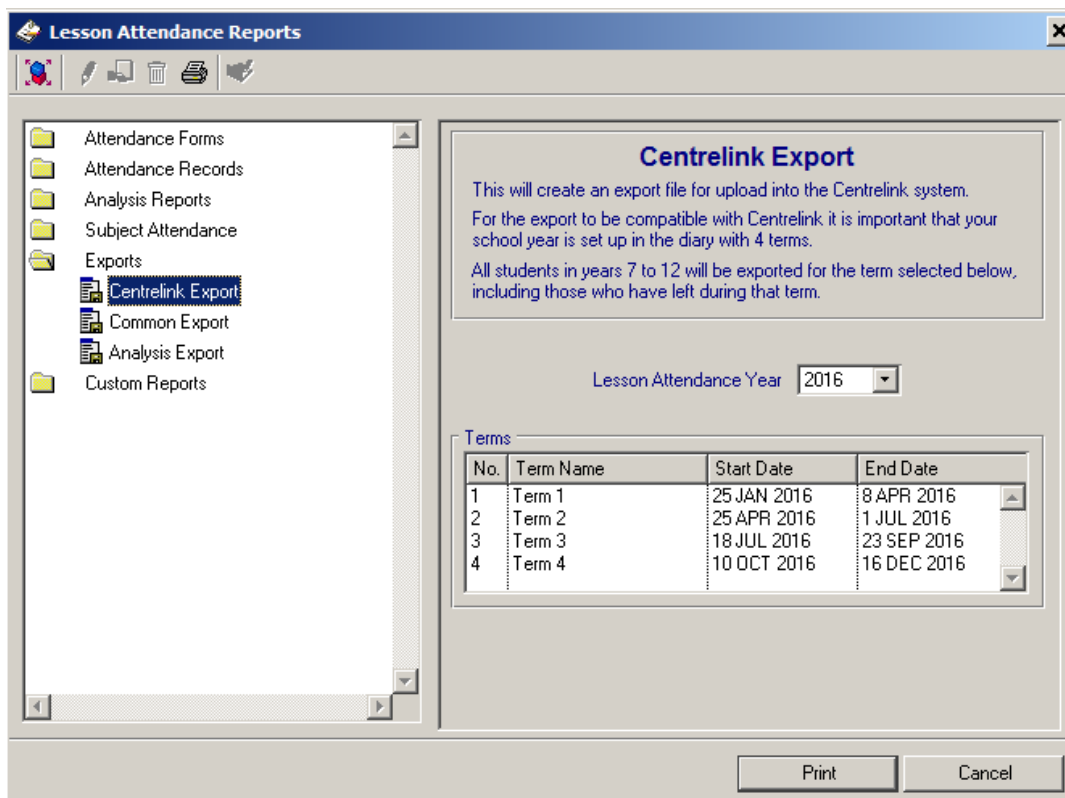 Lesson Attendance Reports
Attendance Forms
Attendance Records
Analysis Reports
Subject Attendance
Exports
Centrelink Export
Common Export
Analysis Export
Custom Reports
Centrelink Export
This will create an export file for upload into the Centrelink system.
For the export to be compatible with Centrelink it is important that your
school year is set up in the diary with 4 terms.
All students in years 7 to 12 will be exported for the term selected below,
including those who have left during that term.
Lesson Attendance Year 2016
Terms
No. Term Name Start Date End Date
1 Term 1 25 JAN 2016 8 APR 2016
2 Term 2 25 APR 2016 1 JUL 2016
3 Term 3 18 JUL 2016 23 SEP 2016
4 Term 4 10 OCT 2016 16 DEC 2016
Print Cancel